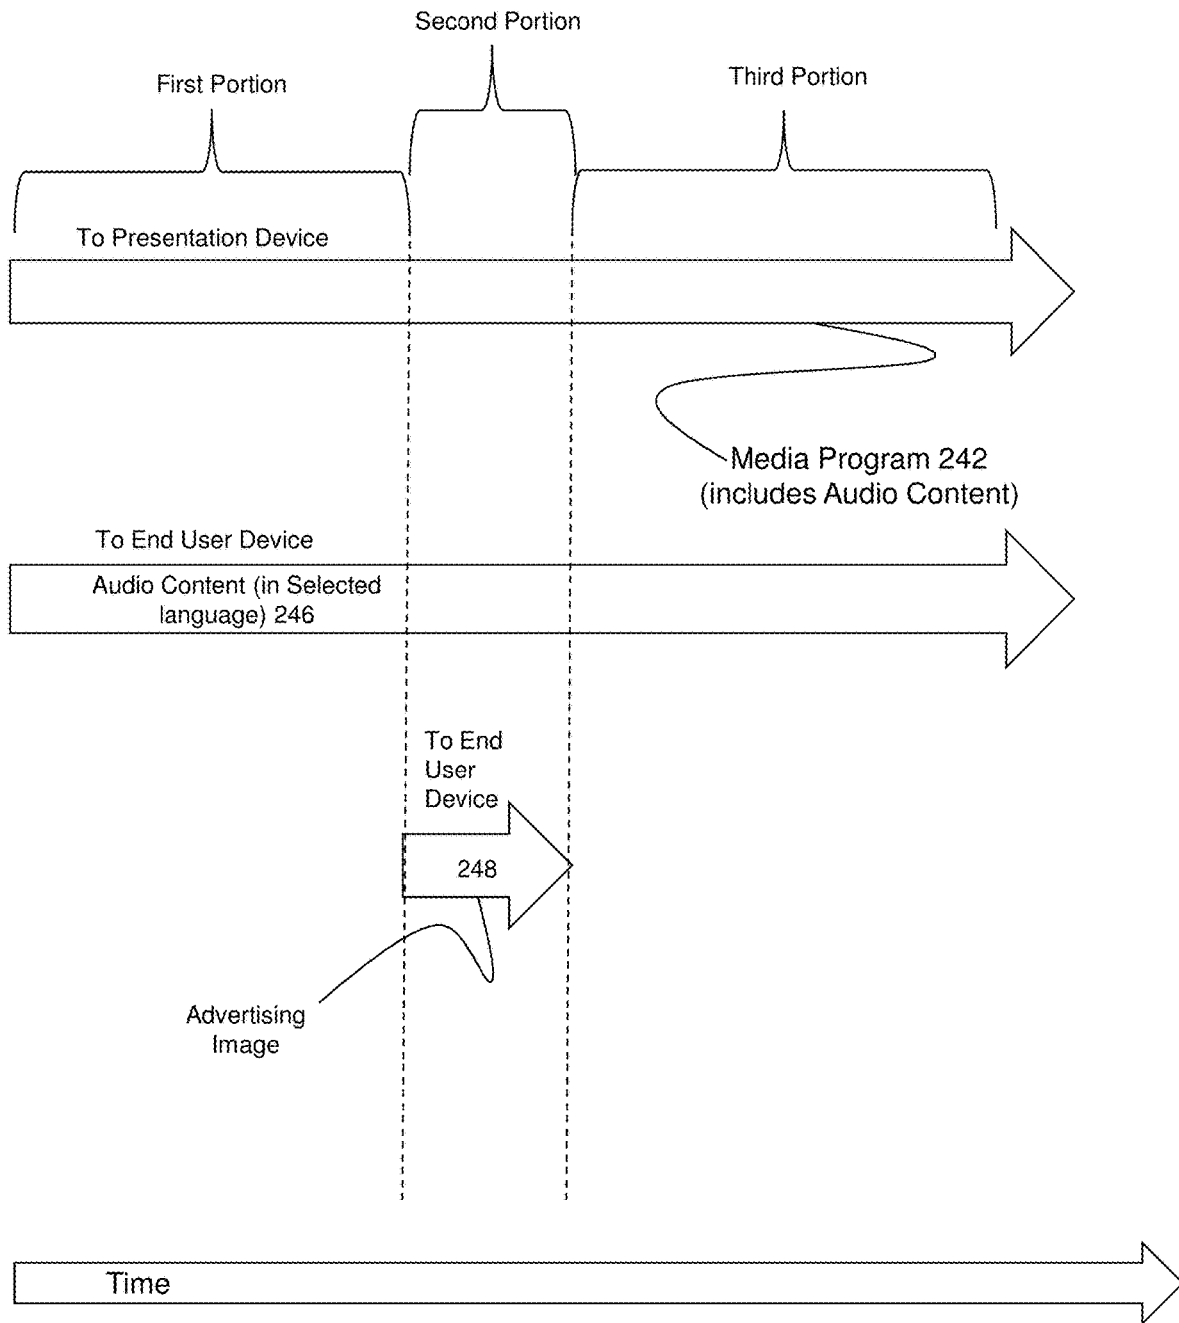 Second Portion
First Portion
Third Portion
To Presentation Device
Media Program 242
(includes Audio Content)
To End User Device
Audio Content (in Selected
language) 246
To End
User
Device
248
Advertising
Image
Time